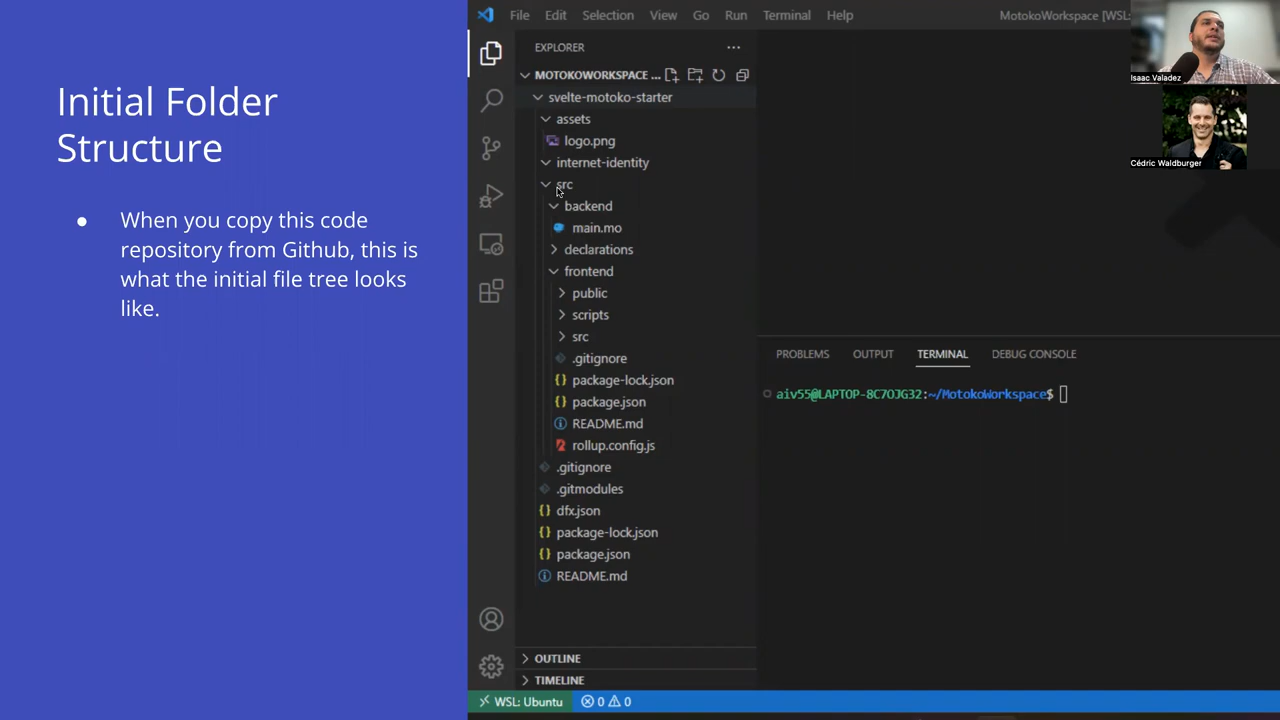 Initial Folder
Structure
● When you copy this code
repository from Github, this is
what the initial file tree looks
like.
File Edit Selection View Go Run Terminal Help
MotokoWorkspace [WSL:
EXPLORER
MOTOKOWORKSPACE ...
svelte-motoko-starter
assets
logo.png
internet-identity
src
backend
main.mo
declarations
frontend
public
scripts
src
.gitignore
package-lock.json
package.json
README.md
rollup.config.js
.gitignore
.gitmodules
dfx.json
package-lock.json
package.json
README.md
OUTLINE
TIMELINE
WSL: Ubuntu 0 0
PROBLEMS OUTPUT TERMINAL DEBUG CONSOLE
aiv55@LAPTOP-8C7OJG32:~/MotokoWorkspace$
Isaac Valadez
Cédric Waldburger